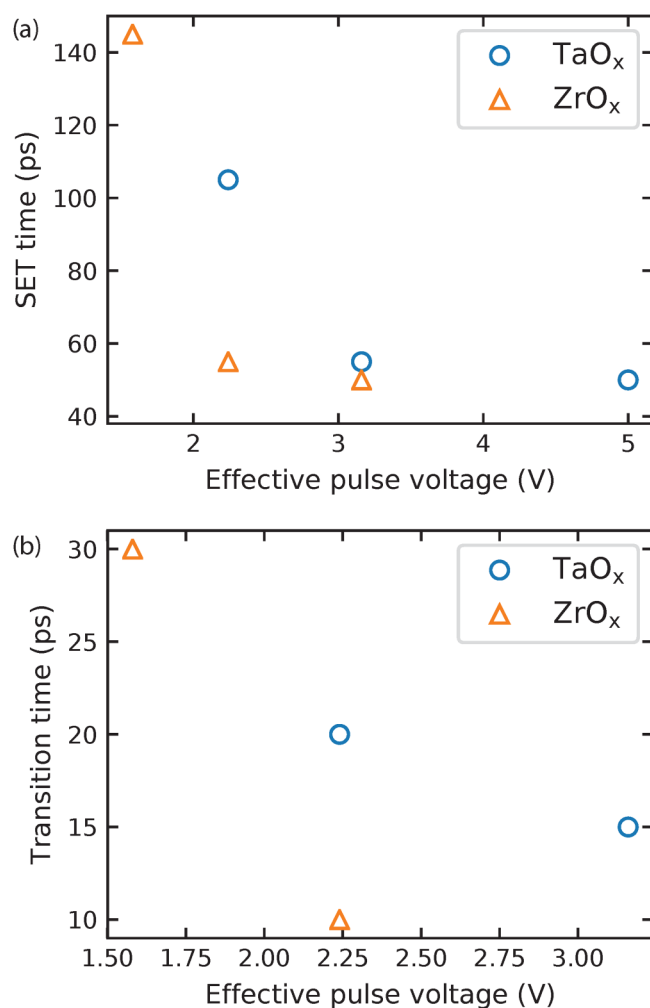 (a)
140
120
100
80
60
40
SET time (ps)
TaOₓ
ZrOₓ
2 3 4 5
Effective pulse voltage (V)
(b)
30
25
20
15
10
Transition time (ps)
TaOₓ
ZrOₓ
1.50 1.75 2.00 2.25 2.50 2.75 3.00
Effective pulse voltage (V)